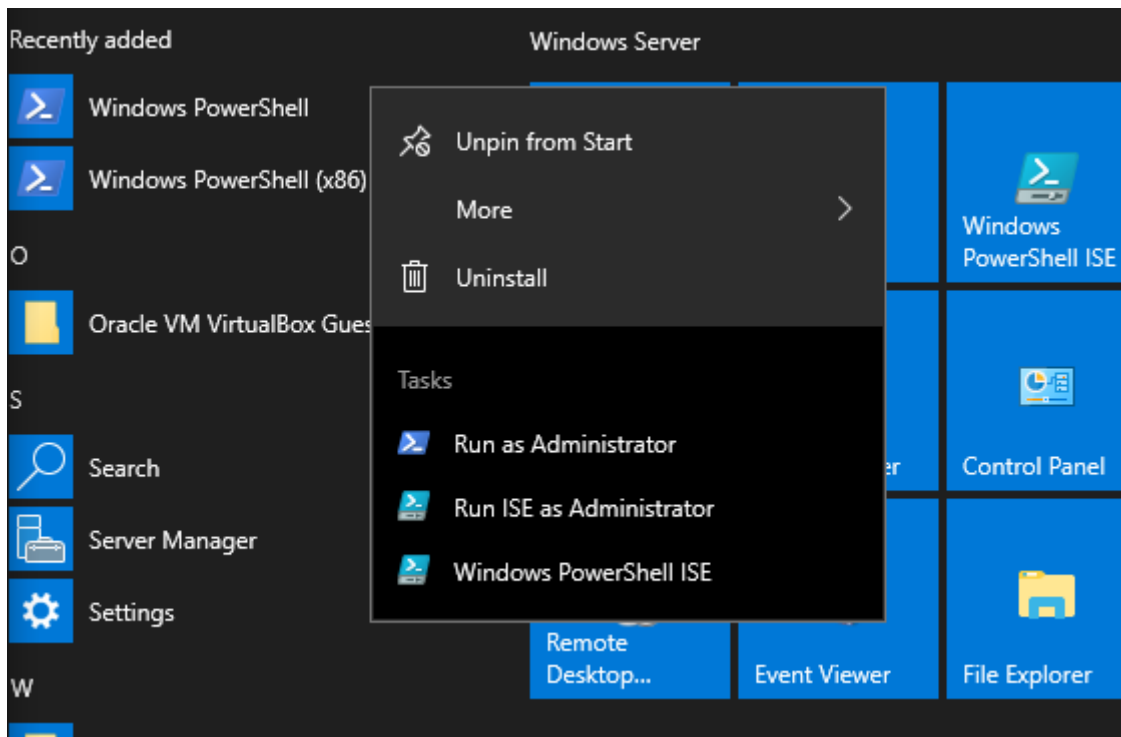 Recently added
Windows PowerShell
Windows PowerShell (x86)
O
Oracle VM VirtualBox
S
Search
Server Manager
Settings
W
Unpin from Start
More
Uninstall
Tasks
Run as Administrator
Run ISE as Administrator
Windows PowerShell ISE
Windows Server
Windows
PowerShell ISE
Control Panel
Remote
Desktop...
Event Viewer
File Explorer